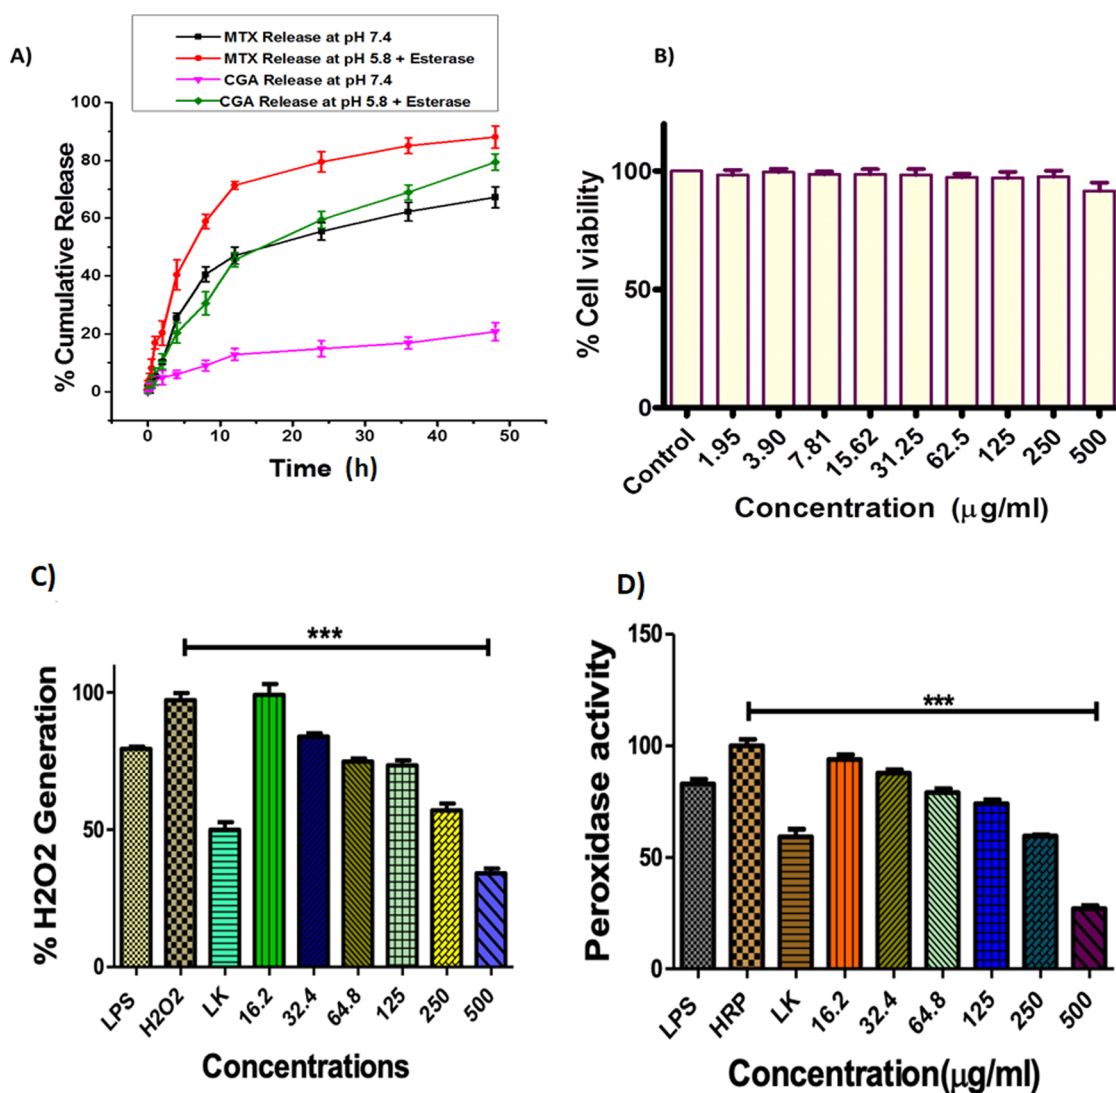 A)
MTX Release at pH 7.4
MTX Release at pH 5.8 + Esterase
CGA Release at pH 7.4
CGA Release at pH 5.8 + Esterase
% Cumulative Release
100
80
60
40
20
0
0 10 20 30 40 50
Time (h)
B)
% Cell viability
100
50
0
Control 1.95 3.90 7.81 15.62 31.25 62.5 125 250 500
Concentration (μg/ml)
C)
***
% H2O2 Generation
100
50
0
LPS H2O2 LK 16.2 32.4 64.8 125 250 500
Concentrations
D)
***
Peroxidase activity
150
100
50
0
LPS HRP LK 16.2 32.4 64.8 125 250 500
Concentration(μg/ml)